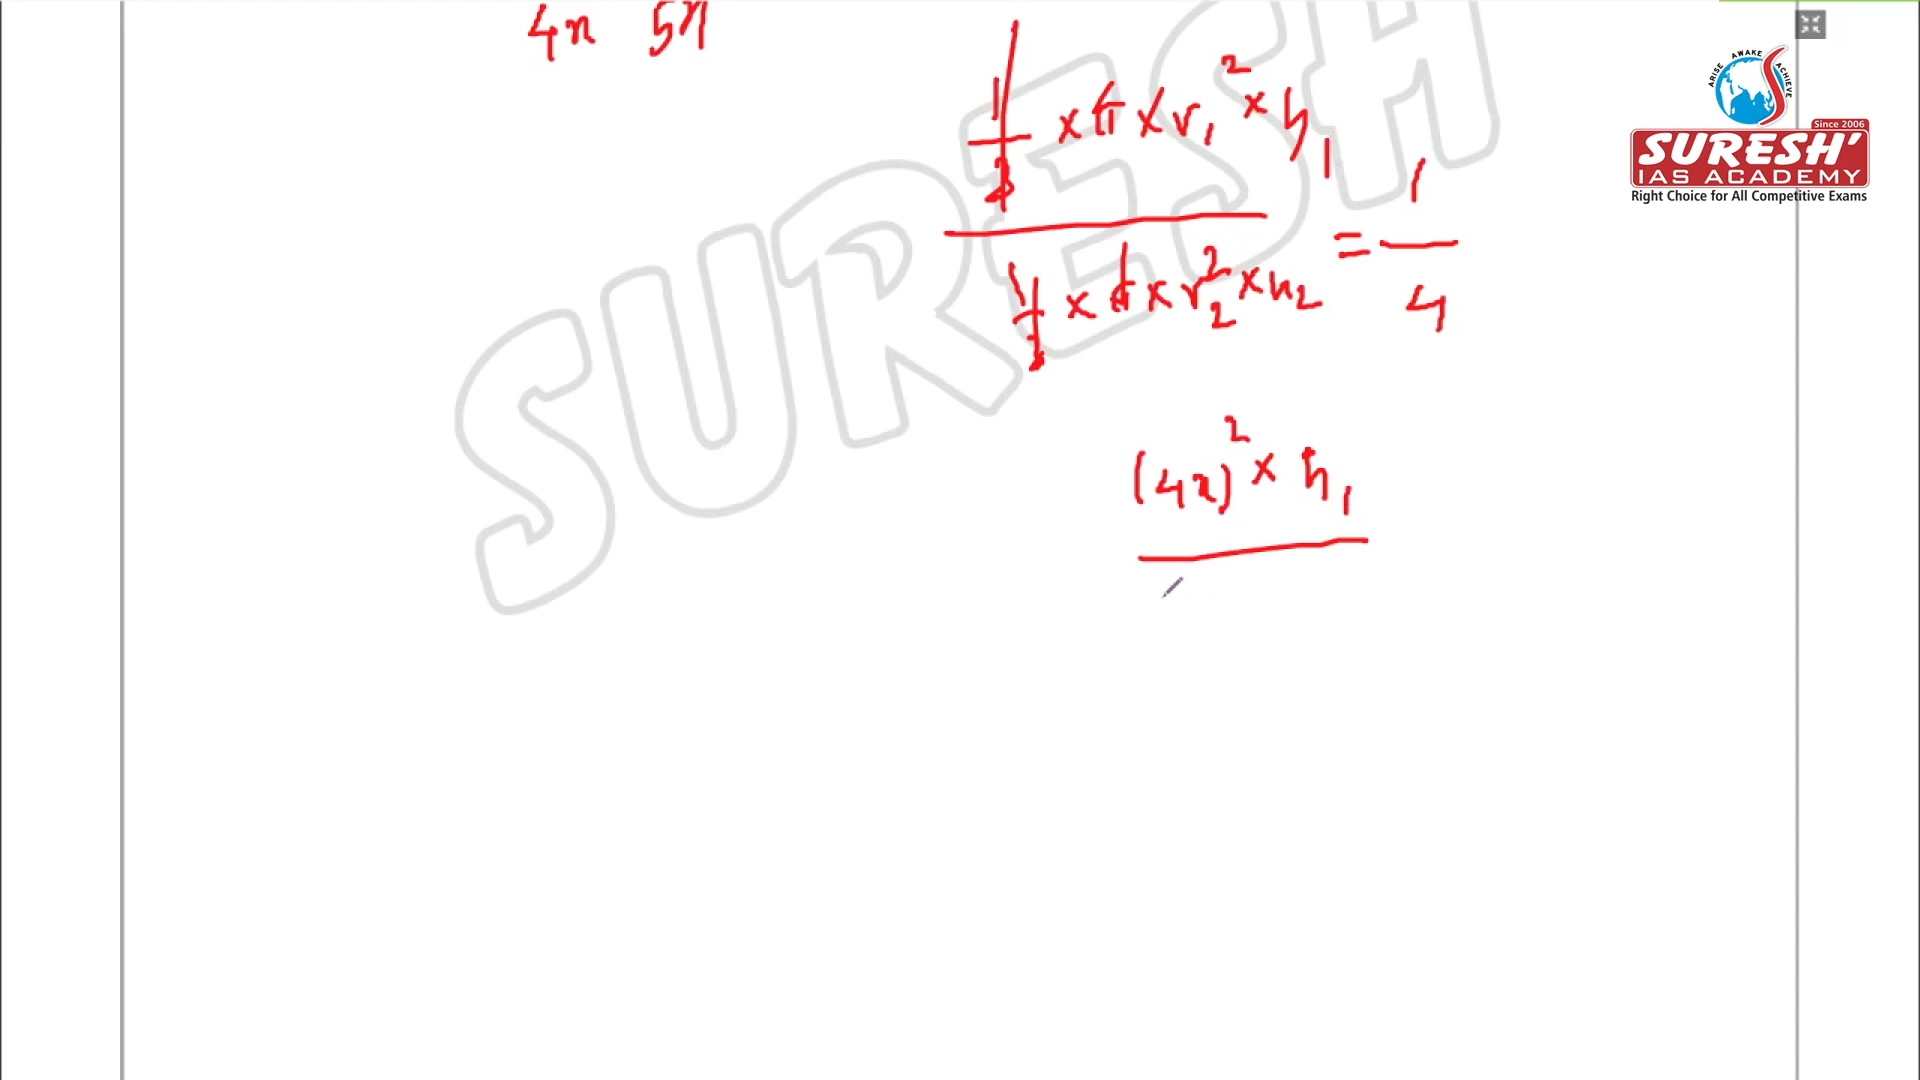 4x 5x
1/3 × π × r₁² × h₁
1/3 × π × r₂² × h₂ = 1/4
(4x)² × h₁
SURESH
ARISE AWAKE ACHIEVE
Since 2006
SURESH'
IAS ACADEMY
Right Choice for All Competitive Exams